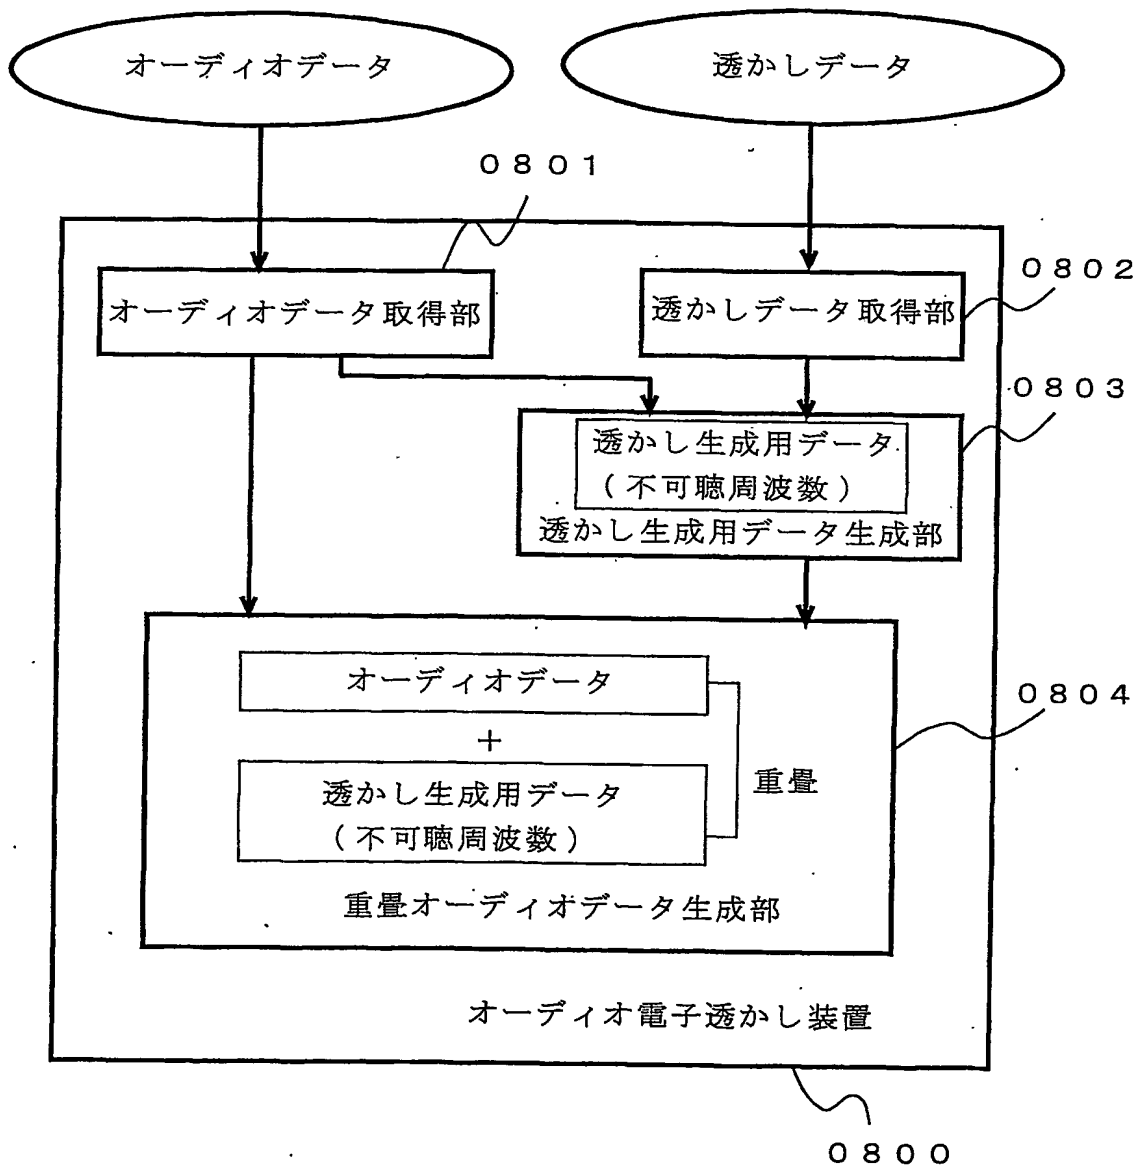 オーディオデータ
透かしデータ
0801
オーディオデータ取得部
透かしデータ取得部
0802
0803
透かし生成用データ
(不可聴周波数)
透かし生成用データ生成部
オーディオデータ
+
透かし生成用データ
(不可聴周波数)
重畳
0804
重畳オーディオデータ生成部
オーディオ電子透かし装置
0800